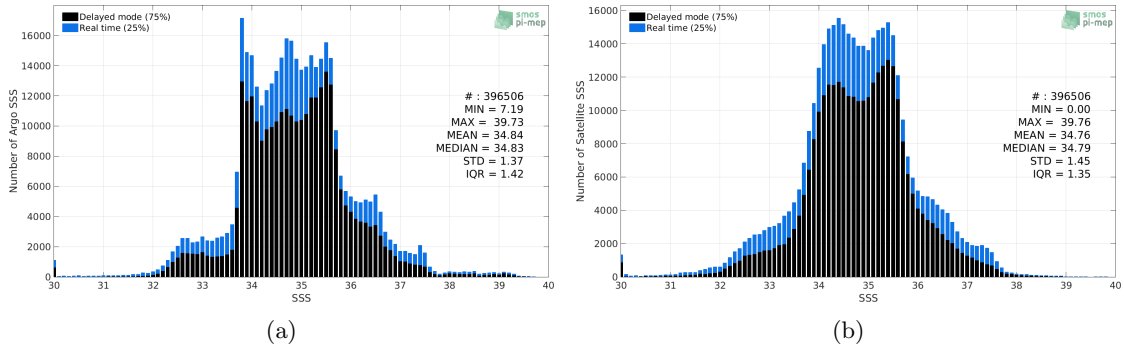 Delayed mode (75%)
Real time (25%)
smos
pi-mep
16000
14000
12000
10000
8000
6000
4000
2000
0
Number of Argo SSS
# : 396506
MIN = 7.19
MAX = 39.73
MEAN = 34.84
MEDIAN = 34.83
STD = 1.37
IQR = 1.42
30 31 32 33 34 35 36 37 38 39 40
SSS
(a)
Delayed mode (75%)
Real time (25%)
smos
pi-mep
16000
14000
12000
10000
8000
6000
4000
2000
0
Number of Satellite SSS
# : 396506
MIN = 0.00
MAX = 39.76
MEAN = 34.76
MEDIAN = 34.79
STD = 1.45
IQR = 1.35
30 31 32 33 34 35 36 37 38 39 40
SSS
(b)